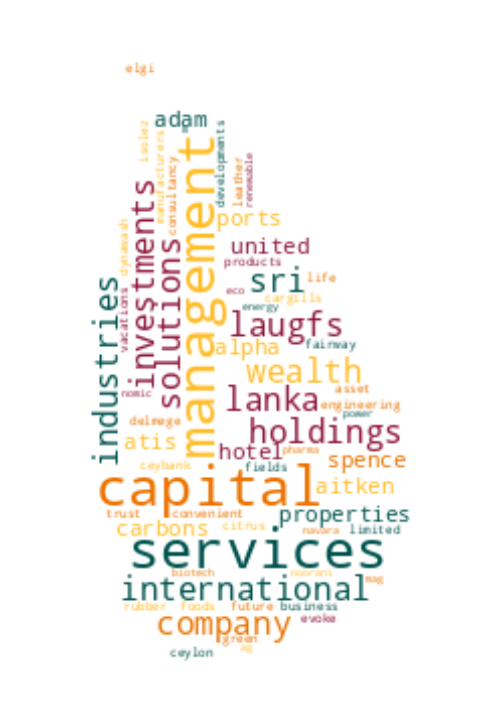 elgi
adam
isolez
manufacturers
consultancy
developments
leather
renewable
management
investments
solutions
ports
united
products
dynawash
vacations
industries
eco
sri
life
cargills
energy
laugfs
alpha
fairway
wealth
nomic
lanka
asset
engineering
power
delmege
atis
holdings
hotel
pharma
ceybank
fields
spence
capital
aitken
trust
convenient
properties
carbons
citrus
navara
limited
services
biotech
noorani
mag
international
rubber
foods
future
business
company
evoke
green
ag
ceylon